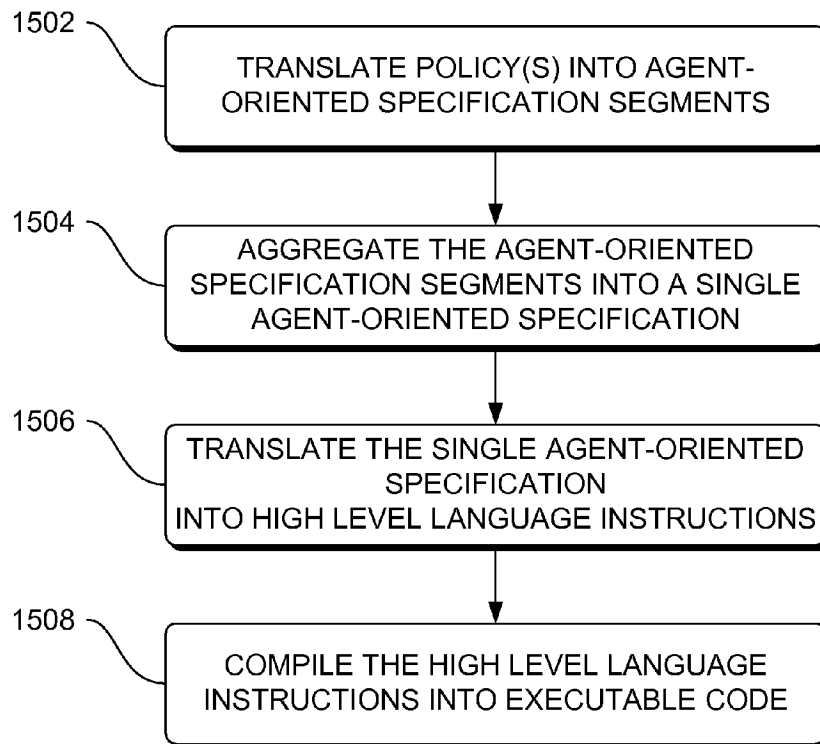 1502
TRANSLATE POLICY(S) INTO AGENT-
ORIENTED SPECIFICATION SEGMENTS
1504
AGGREGATE THE AGENT-ORIENTED
SPECIFICATION SEGMENTS INTO A SINGLE
AGENT-ORIENTED SPECIFICATION
1506
TRANSLATE THE SINGLE AGENT-ORIENTED
SPECIFICATION
INTO HIGH LEVEL LANGUAGE INSTRUCTIONS
1508
COMPILE THE HIGH LEVEL LANGUAGE
INSTRUCTIONS INTO EXECUTABLE CODE